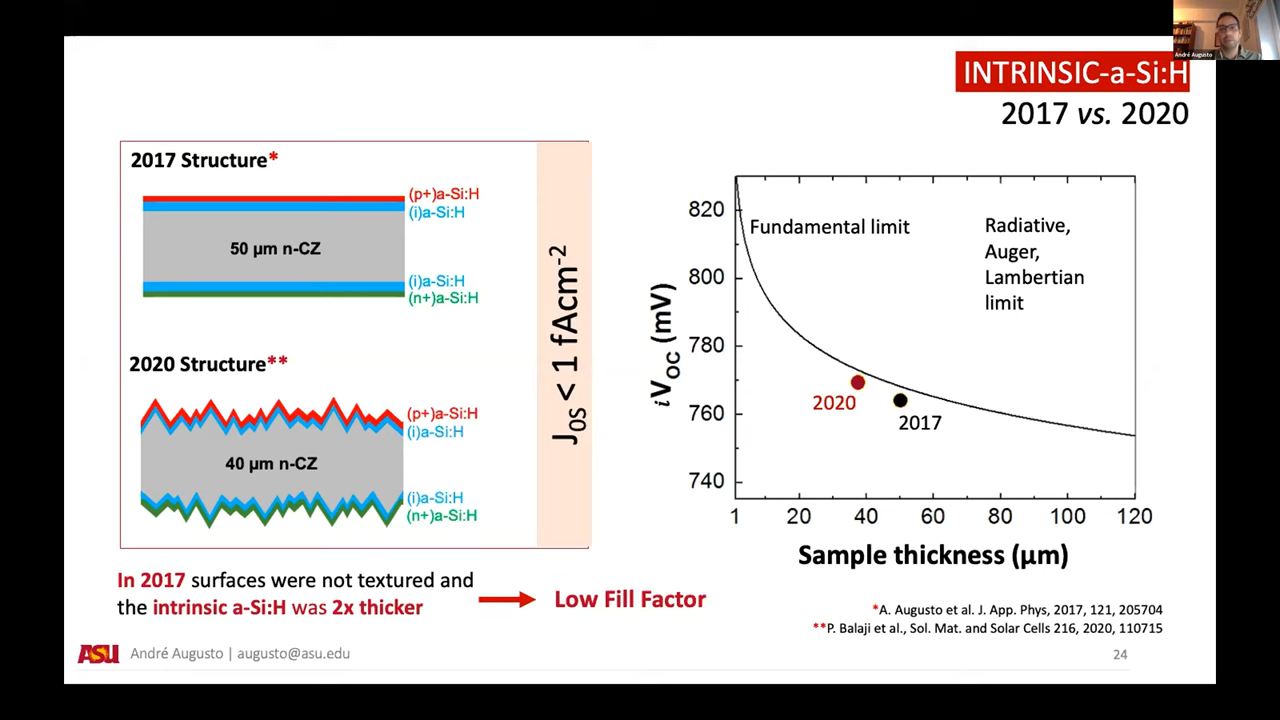 André Augusto
INTRINSIC-a-Si:H
2017 vs. 2020
2017 Structure*
(p+)a-Si:H
(i)a-Si:H
50 µm n-CZ
(i)a-Si:H
(n+)a-Si:H
2020 Structure**
(p+)a-Si:H
(i)a-Si:H
40 µm n-CZ
(i)a-Si:H
(n+)a-Si:H
J0S < 1 fAcm-2
iVOC (mV)
820
800
780
760
740
Fundamental limit
Radiative,
Auger,
Lambertian
limit
2020
2017
1 20 40 60 80 100 120
Sample thickness (µm)
In 2017 surfaces were not textured and
the intrinsic a-Si:H was 2x thicker
Low Fill Factor
*A. Augusto et al. J. App. Phys, 2017, 121, 205704
**P. Balaji et al., Sol. Mat. and Solar Cells 216, 2020, 110715
ASU André Augusto | augusto@asu.edu
24